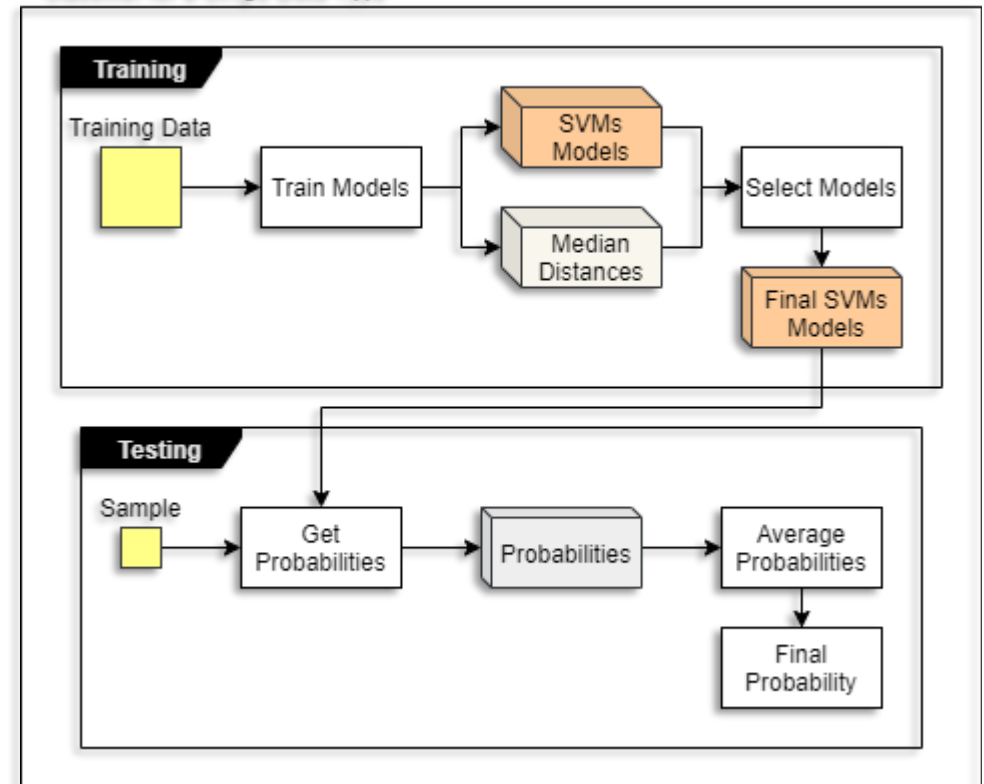 Training
Training Data
Train Models
SVMs
Models
Median
Distances
Select Models
Final SVMs
Models
Testing
Sample
Get
Probabilities
Probabilities
Average
Probabilities
Final
Probability